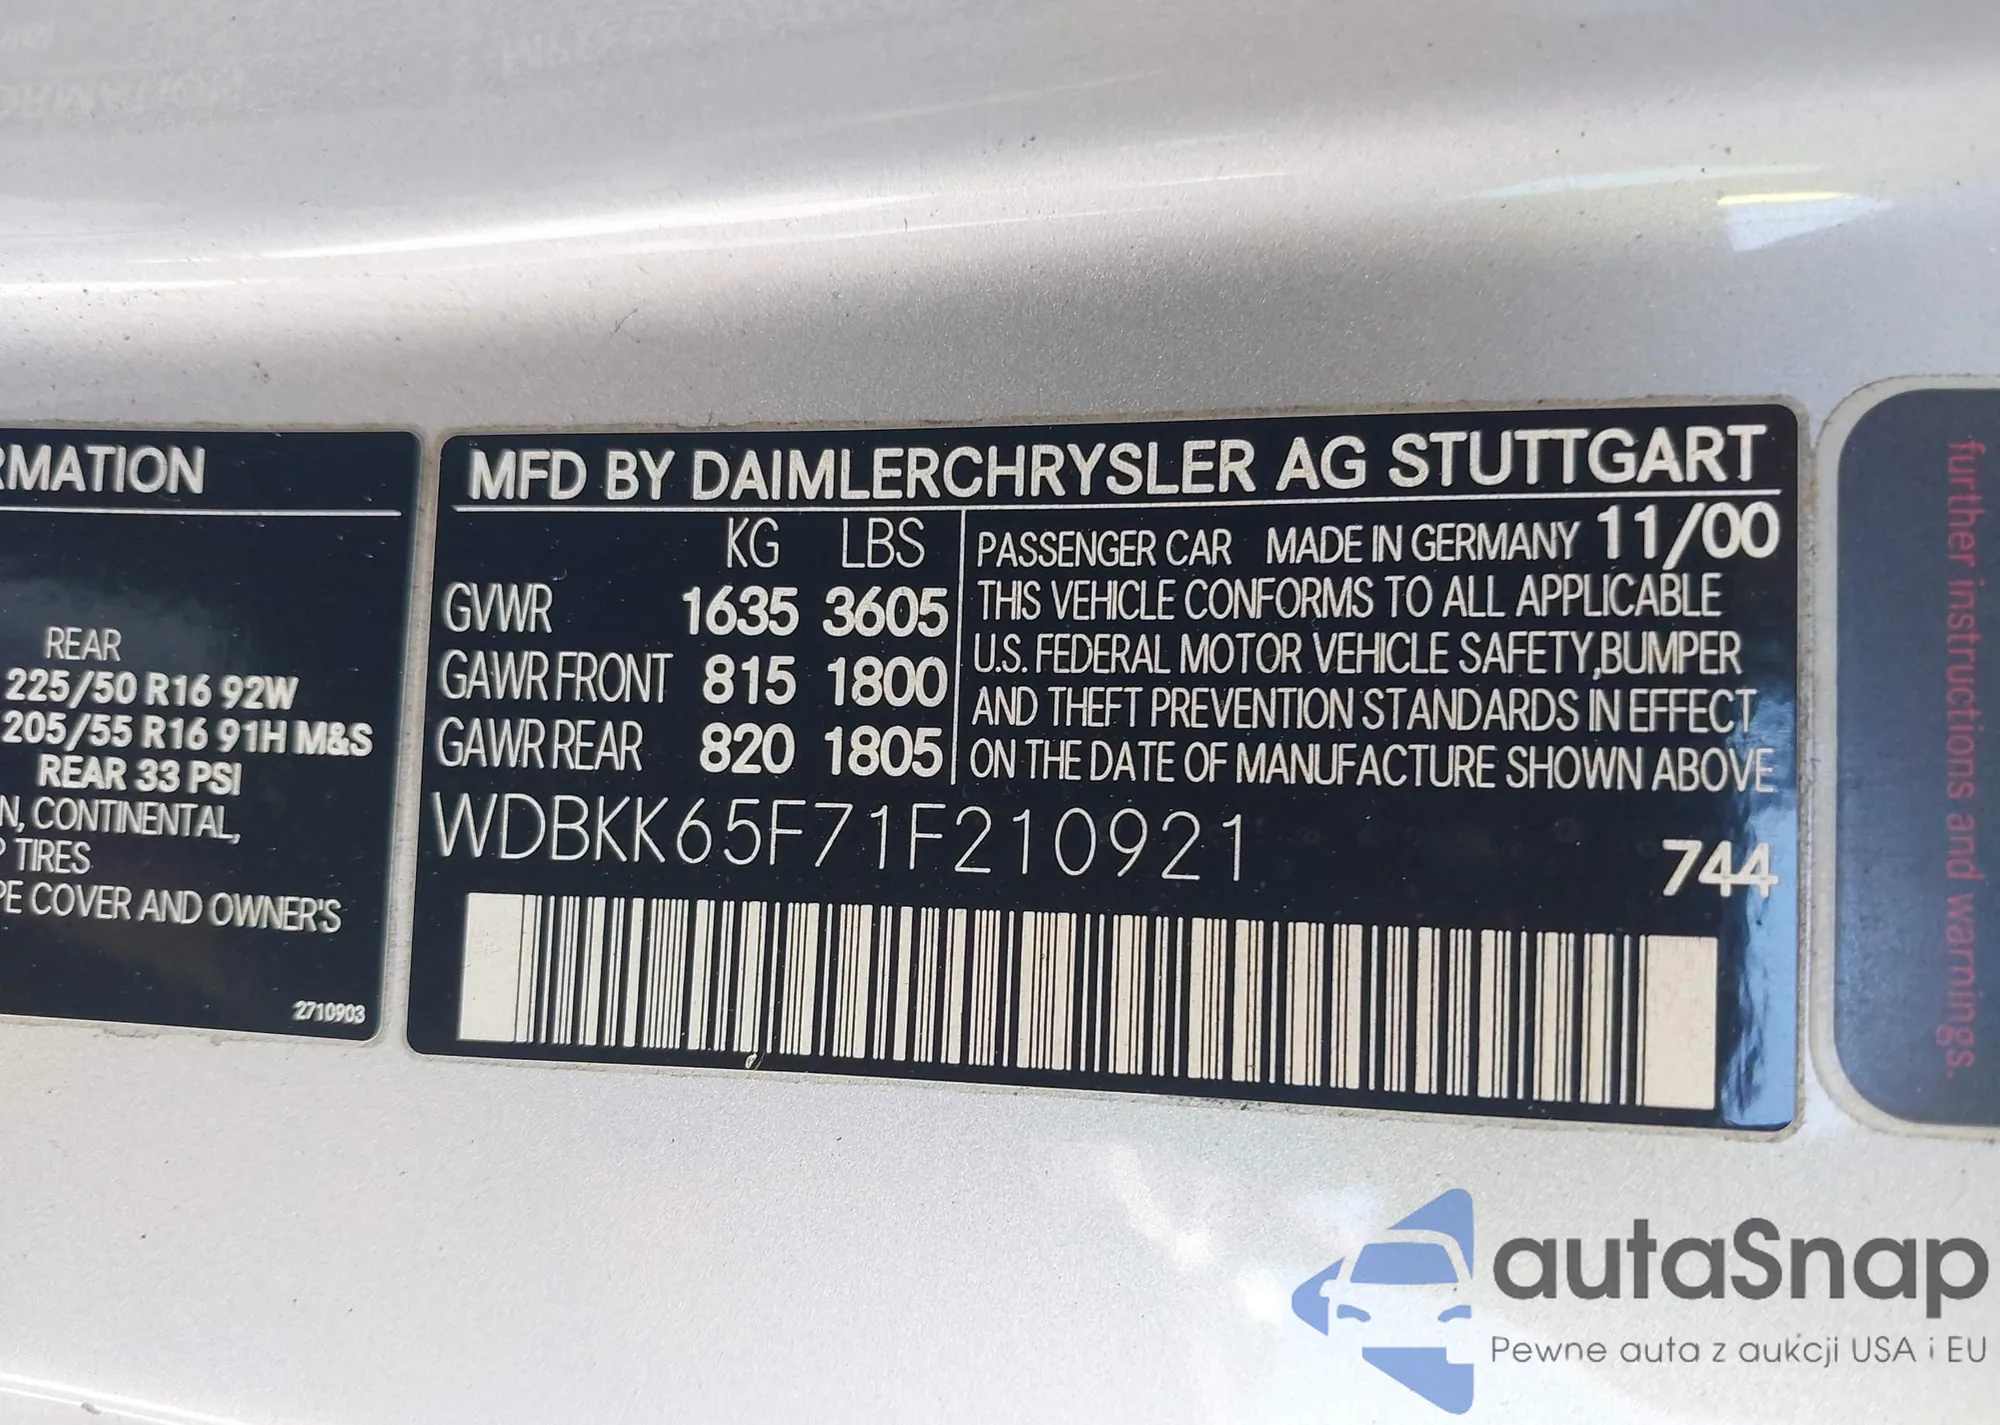 RMATION
REAR
225/50 R16 92W
205/55 R16 91H M&S
REAR 33 PSI
N, CONTINENTAL,
P TIRES
PE COVER AND OWNER'S
2710903
MFD BY DAIMLERCHRYSLER AG STUTTGART
KG LBS
GVWR 1635 3605
GAWR FRONT 815 1800
GAWR REAR 820 1805
PASSENGER CAR MADE IN GERMANY 11/00
THIS VEHICLE CONFORMS TO ALL APPLICABLE
U.S. FEDERAL MOTOR VEHICLE SAFETY,BUMPER
AND THEFT PREVENTION STANDARDS IN EFFECT
ON THE DATE OF MANUFACTURE SHOWN ABOVE
WDBKK65F71F210921
744
further instructions and warnings.
autaSnap
Pewne auta z aukcji USA i EU